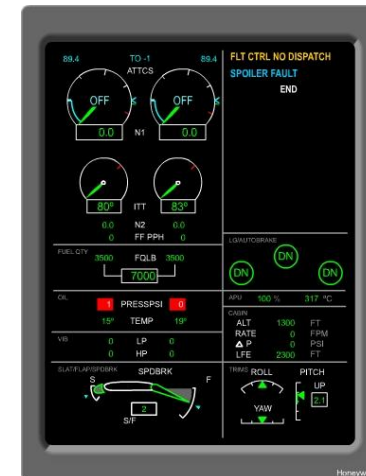 89.4 TO -1 89.4
ATTCS
OFF OFF
0.0 N1 0.0
80° ITT 83°
0.0 N2 0.0
0 FF PPH 0
FUEL QTY
3500 FQLB 3500
7000
OIL
1 PRESSPSI 0
15° TEMP 19°
VIB
0 LP 0
0 HP 0
SLAT/FLAP/SPDBRK
SPDBRK
S F
S/F 2
FLT CTRL NO DISPATCH
SPOILER FAULT
END
LG/AUTOBRAKE
DN
DN DN
APU 100 % 317 °C
CABIN
ALT 1300 FT
RATE 0 FPM
Δ P 0 PSI
LFE 2300 FT
TRIMS ROLL PITCH
UP
2.1
YAW